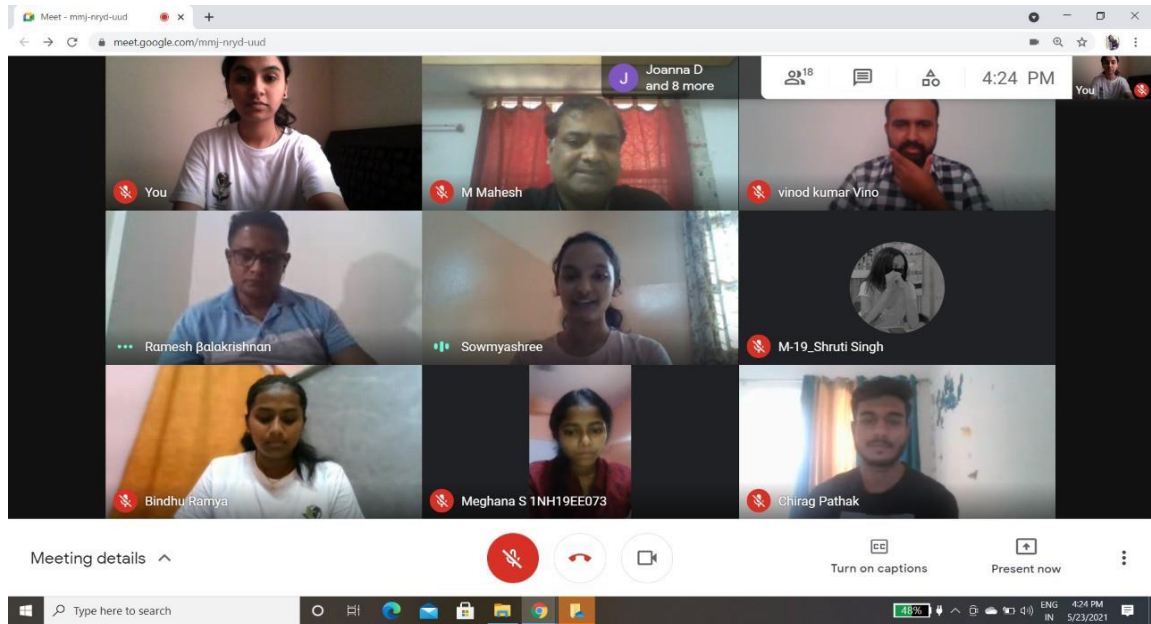 Meet - mmj-nryd-uud
meet.google.com/mmj-nryd-uud
J
Joanna D
and 8 more
18
4:24 PM
You
You
M Mahesh
vinod kumar Vino
Ramesh βalakrishnan
Sowmyashree
M-19_Shruti Singh
Bindhu Ramya
Meghana S 1NH19EE073
Chirag Pathak
Meeting details
CC
Turn on captions
Present now
Type here to search
48%
ENG
IN
4:24 PM
5/23/2021